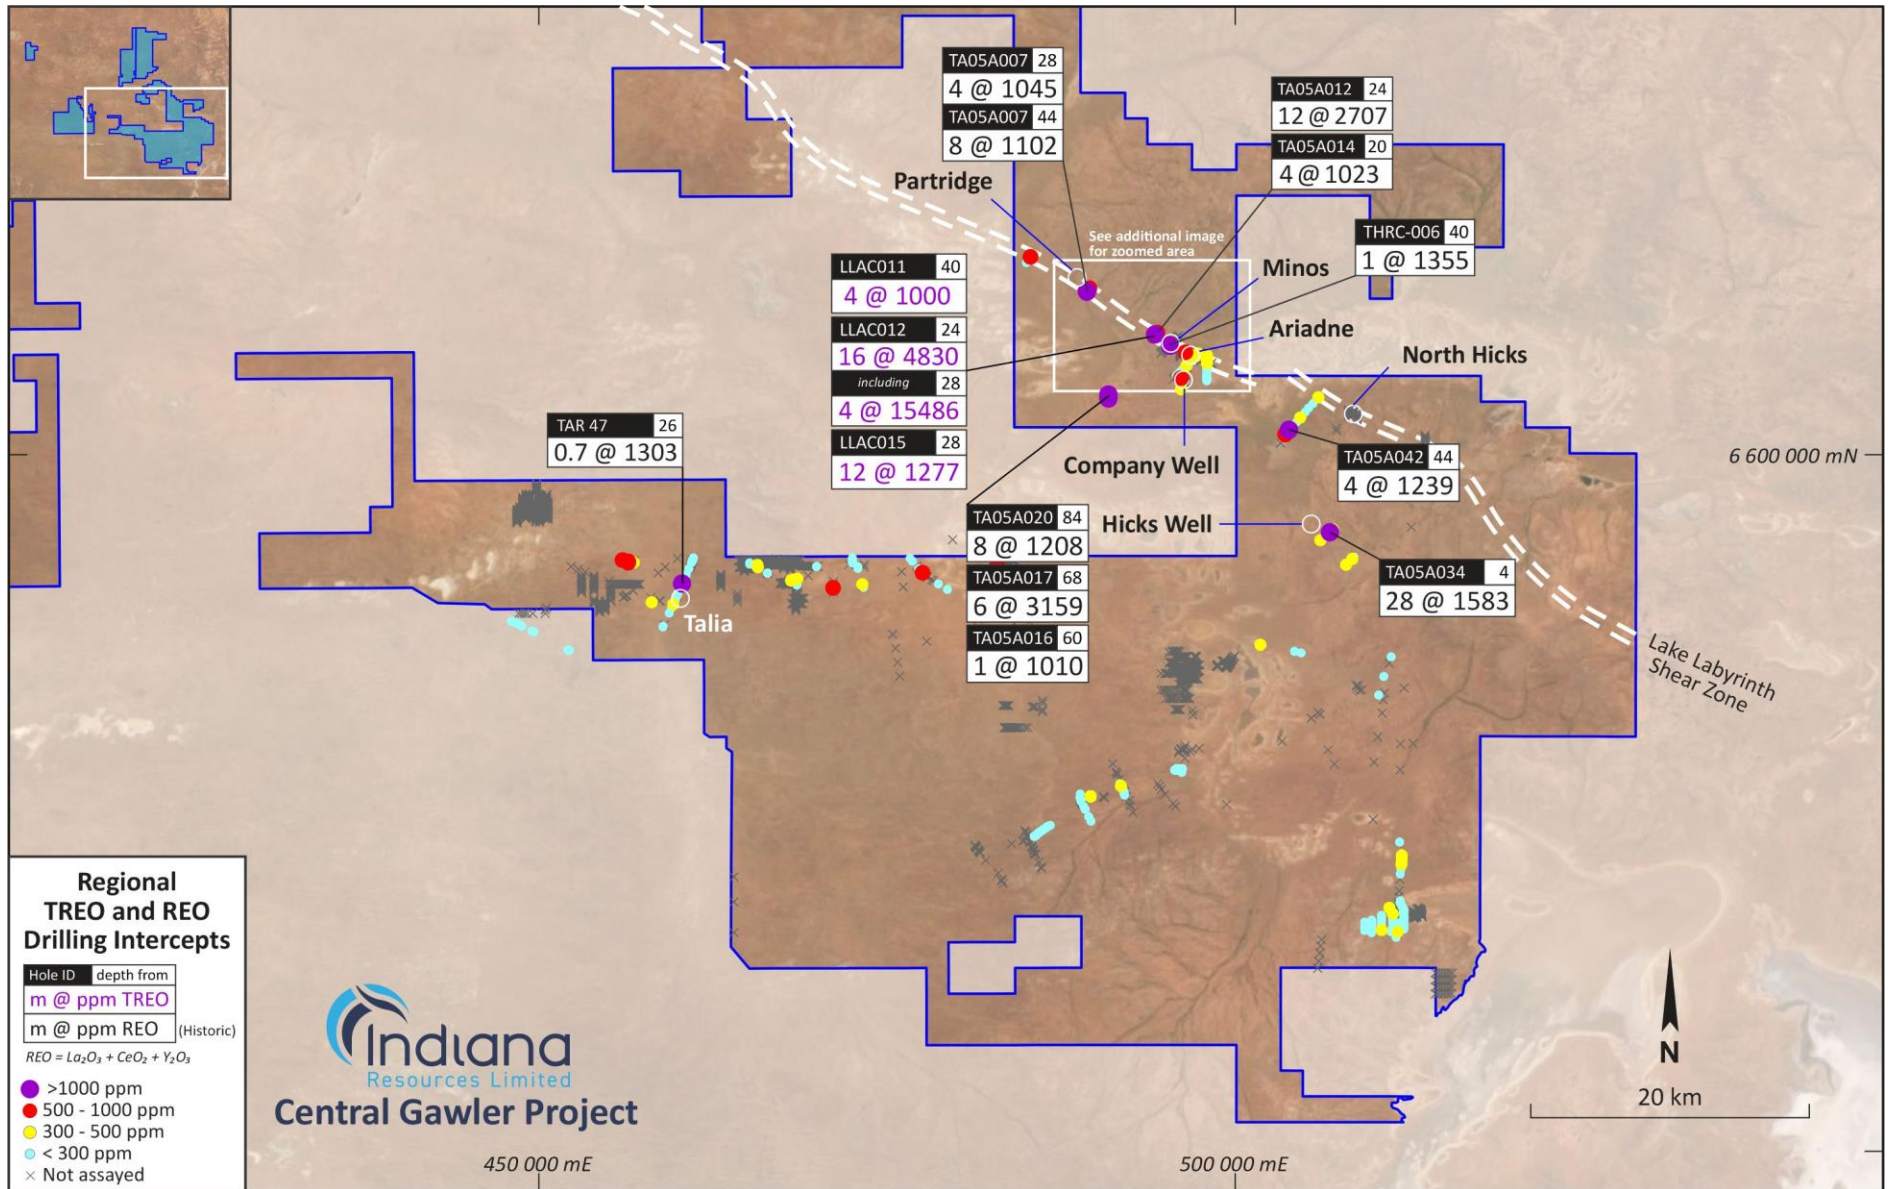 TA05A007 28
4 @ 1045
TA05A007 44
8 @ 1102
TA05A012 24
12 @ 2707
TA05A014 20
4 @ 1023
Partridge
THRC-006 40
1 @ 1355
See additional image
for zoomed area
Minos
LLAC011 40
4 @ 1000
LLAC012 24
16 @ 4830
including 28
4 @ 15486
LLAC015 28
12 @ 1277
Ariadne
North Hicks
TAR 47 26
0.7 @ 1303
Company Well
TA05A042 44
4 @ 1239
6 600 000 mN
TA05A020 84
8 @ 1208
TA05A017 68
6 @ 3159
TA05A016 60
1 @ 1010
Hicks Well
TA05A034 4
28 @ 1583
Talia
Lake Labyrinth
Shear Zone
Regional
TREO and REO
Drilling Intercepts
Hole ID depth from
m @ ppm TREO
m @ ppm REO (Historic)
REO = La₂O₃ + CeO₂ + Y₂O₃
>1000 ppm
500 - 1000 ppm
300 - 500 ppm
< 300 ppm
× Not assayed
Indiana
Resources Limited
Central Gawler Project
450 000 mE
500 000 mE
N
20 km